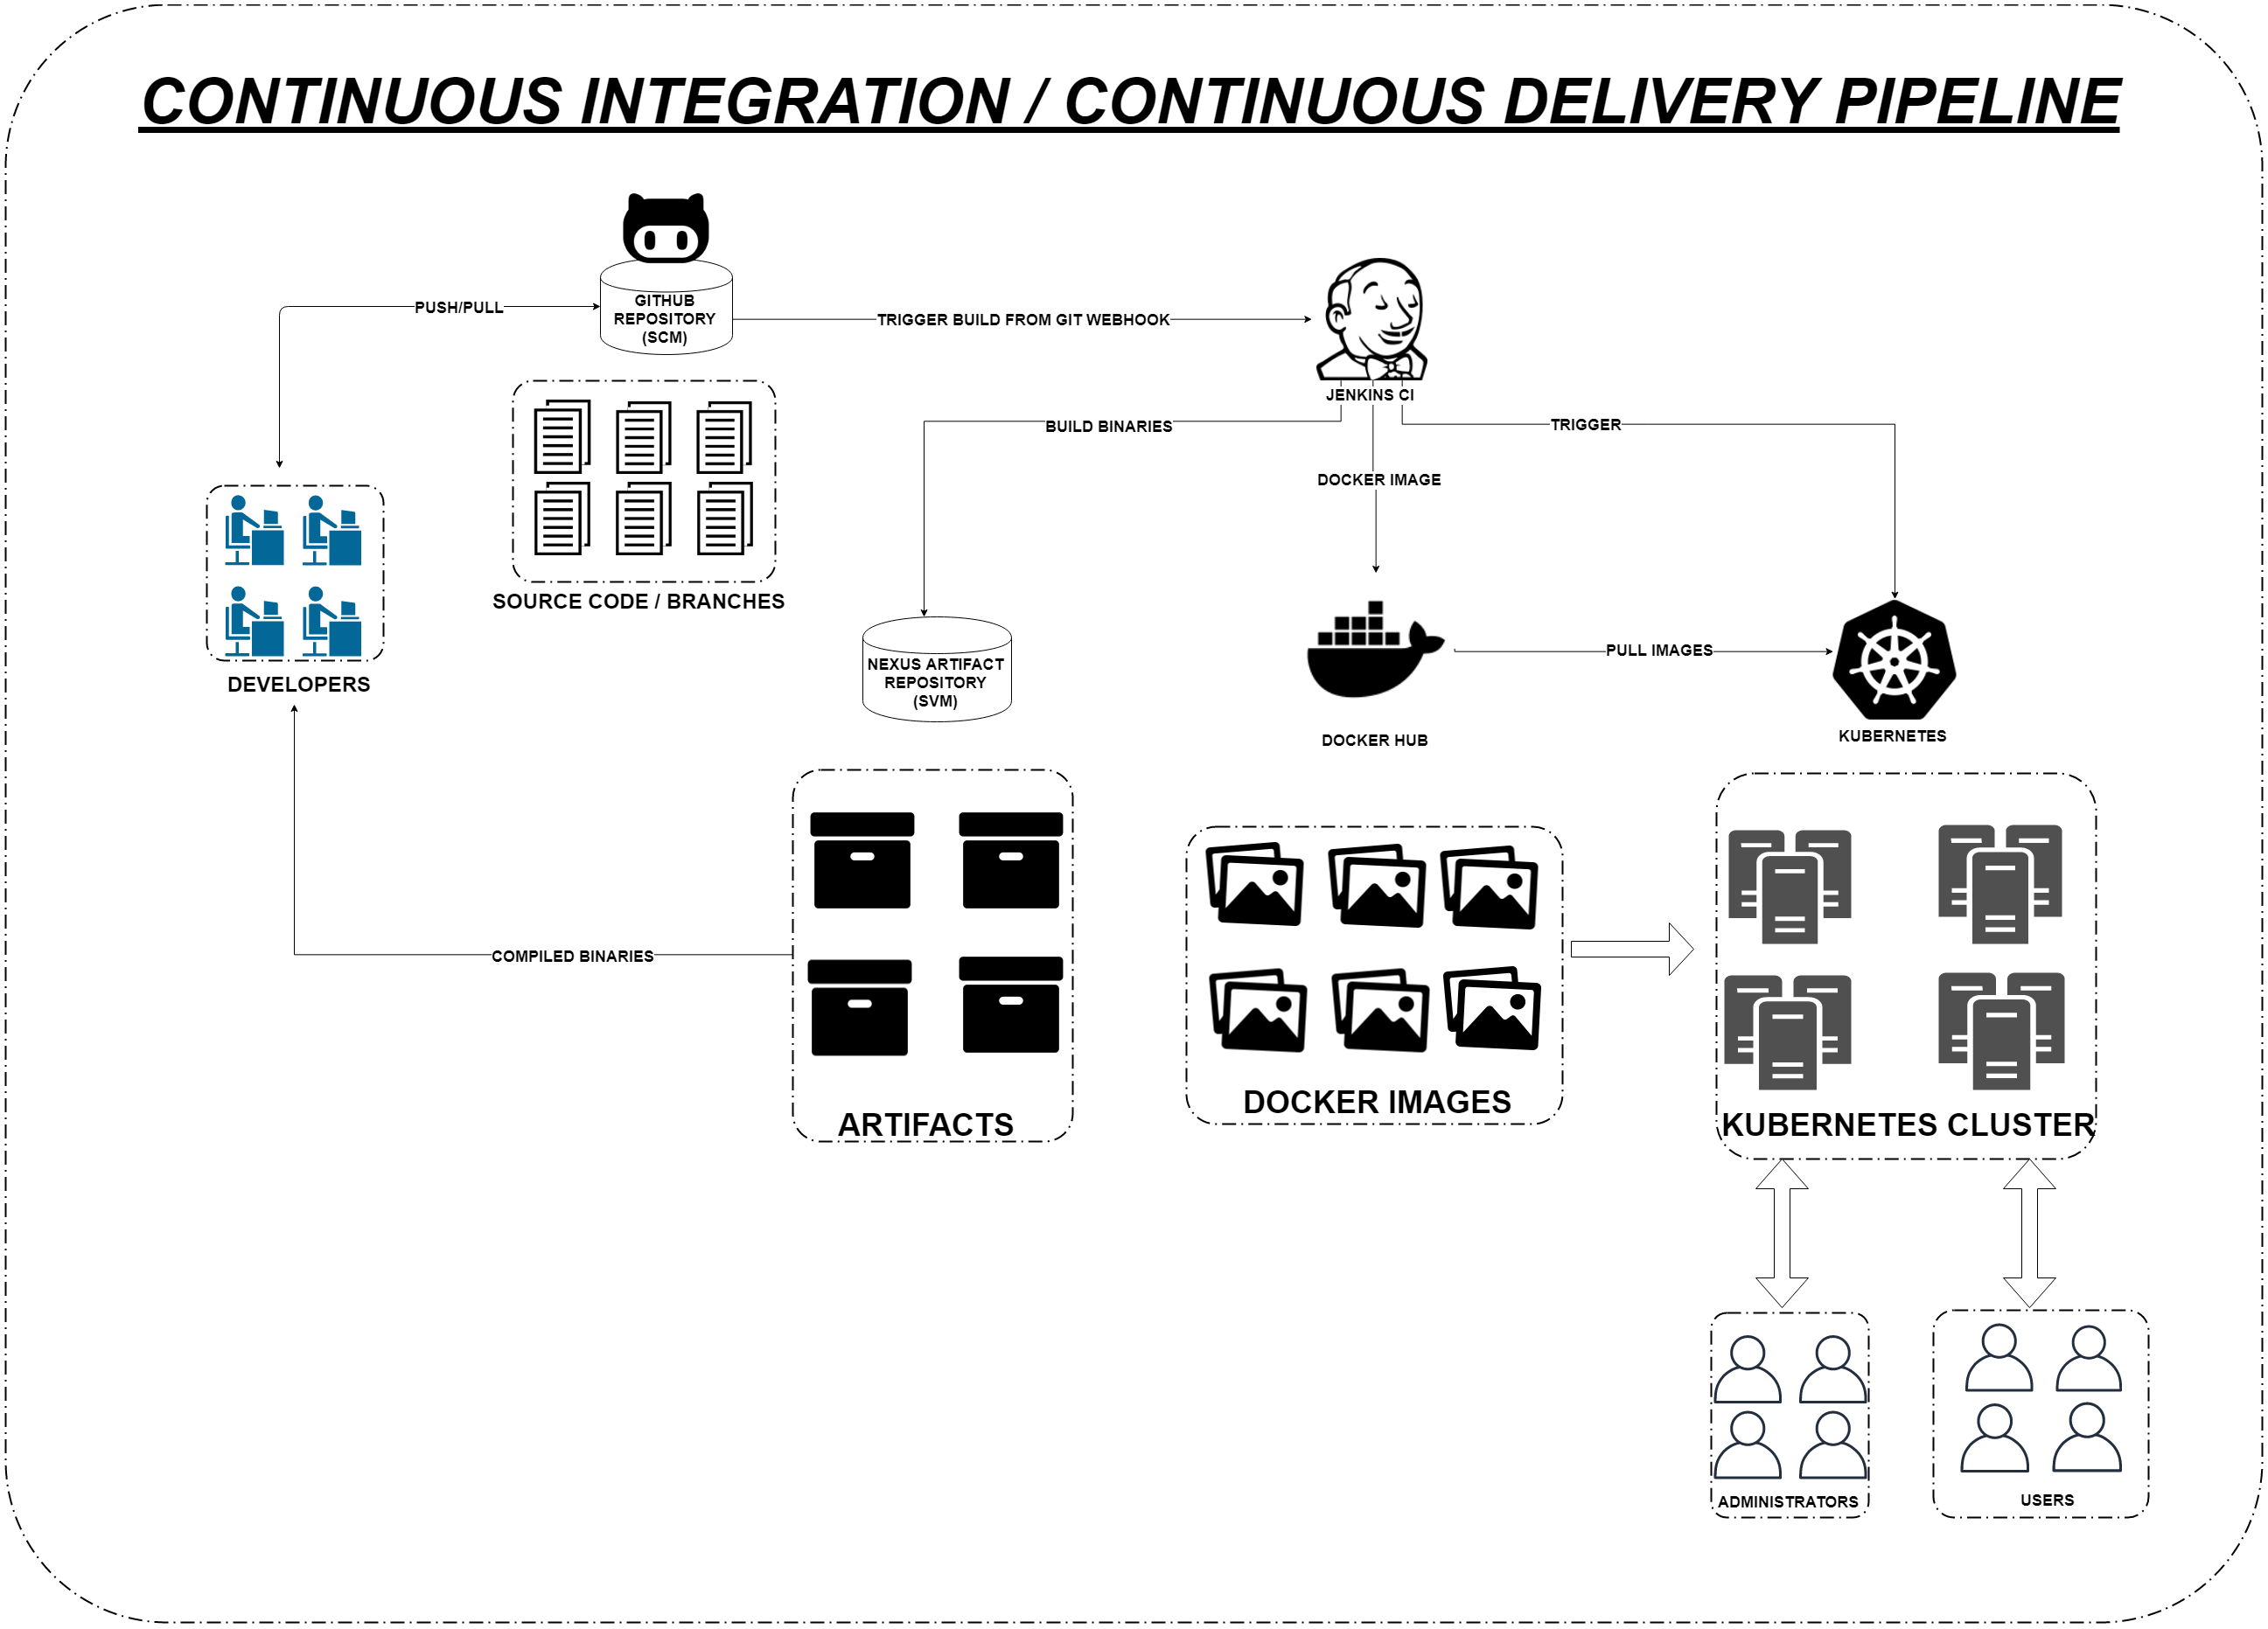 CONTINUOUS INTEGRATION / CONTINUOUS DELIVERY PIPELINE
PUSH/PULL
GITHUB
REPOSITORY
(SCM)
TRIGGER BUILD FROM GIT WEBHOOK
JENKINS CI
BUILD BINARIES
TRIGGER
DOCKER IMAGE
SOURCE CODE / BRANCHES
DEVELOPERS
NEXUS ARTIFACT
REPOSITORY
(SVM)
PULL IMAGES
DOCKER HUB
KUBERNETES
COMPILED BINARIES
ARTIFACTS
DOCKER IMAGES
KUBERNETES CLUSTER
ADMINISTRATORS
USERS